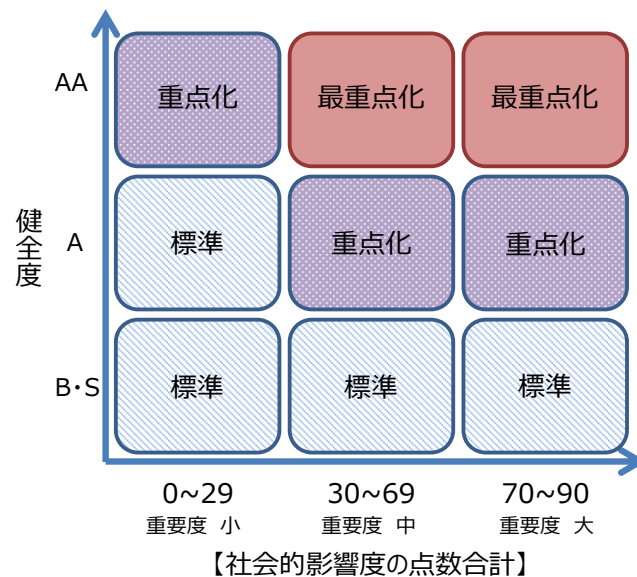 AA
重点化
最重点化
最重点化
健全度
A
標準
重点化
重点化
B・S
標準
標準
標準
0~29
30~69
70~90
重要度 小
重要度 中
重要度 大
【社会的影響度の点数合計】